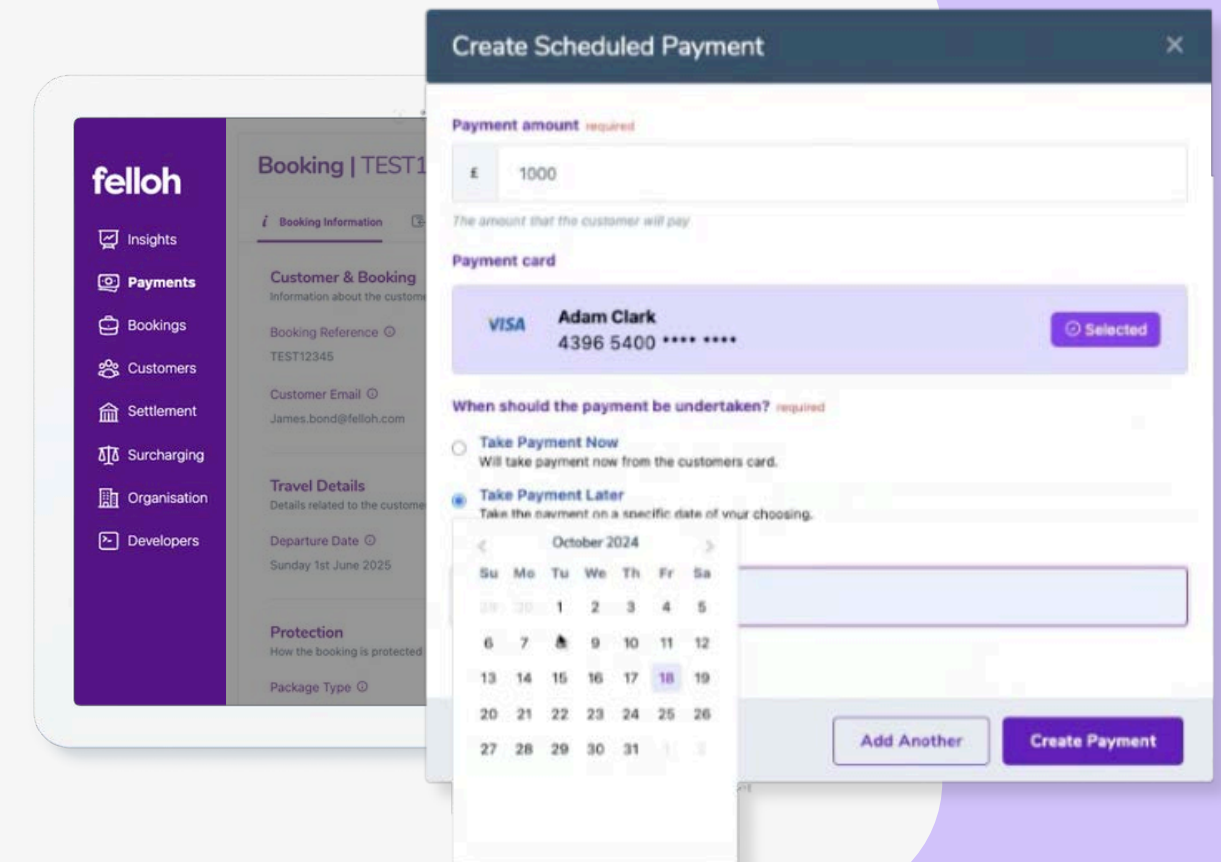 felloh
Insights
Payments
Bookings
Customers
Settlement
Surcharging
Organisation
Developers
Booking | TEST1
i Booking Information
Customer & Booking
Information about the custome
Booking Reference
TEST12345
Customer Email
James.bond@felloh.com
Travel Details
Details related to the custome
Departure Date
Sunday 1st June 2025
Protection
How the booking is protected
Package Type
Create Scheduled Payment
Payment amount required
£ 1000
The amount that the customer will pay
Payment card
VISA
Adam Clark
4396 5400 •••• ••••
Selected
When should the payment be undertaken? required
Take Payment Now
Will take payment now from the customers card.
Take Payment Later
Take the payment on a specific date of your choosing.
October 2024
Su Mo Tu We Th Fr Sa
29 30 1 2 3 4 5
6 7 9 10 11 12
13 14 15 16 17 18 19
20 21 22 23 24 25 26
27 28 29 30 31
Add Another
Create Payment